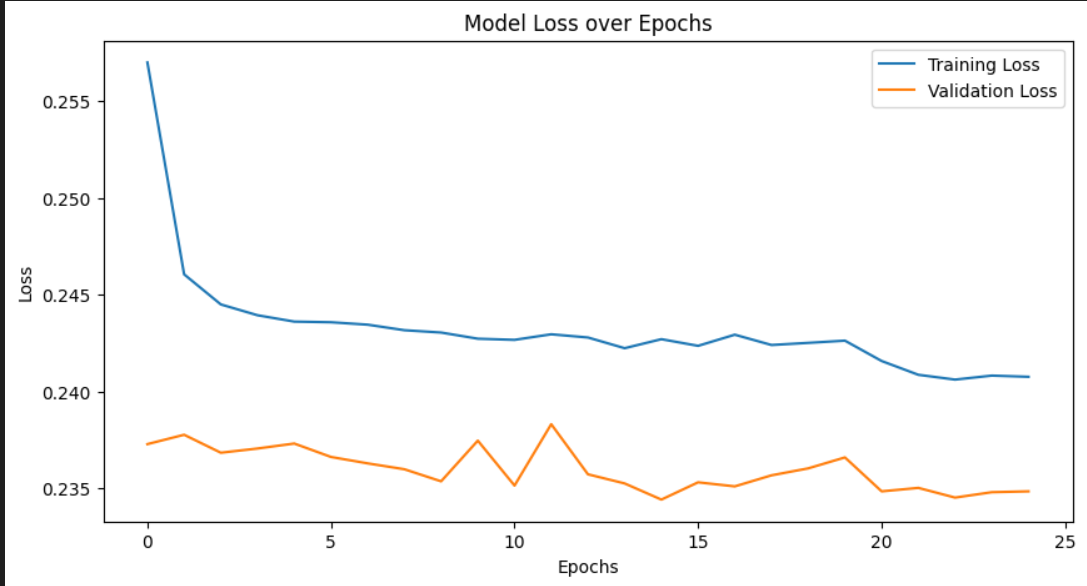 Model Loss over Epochs
Training Loss
Validation Loss
0.255
0.250
0.245
0.240
0.235
Loss
0 5 10 15 20 25
Epochs